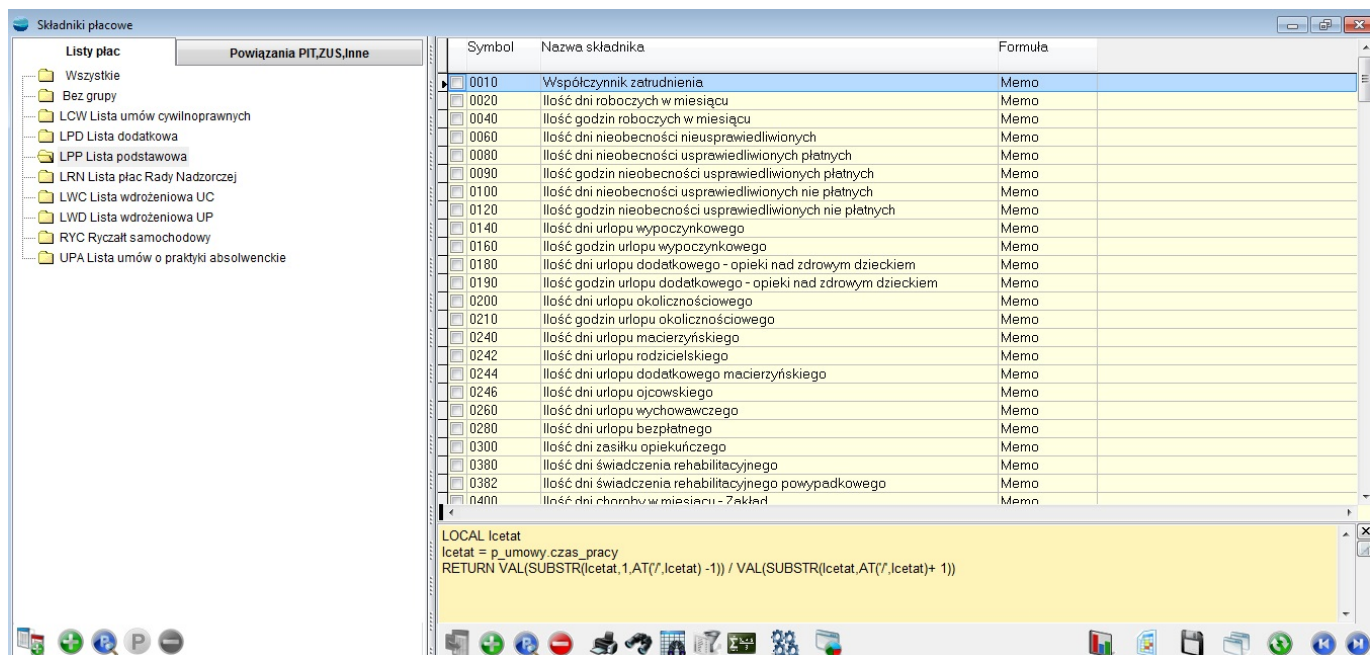 Składniki płacowe
Listy płac
Powiązania PIT,ZUS,Inne
Wszystkie
Bez grupy
LCW Lista umów cywilnoprawnych
LPD Lista dodatkowa
LPP Lista podstawowa
LRN Lista płac Rady Nadzorczej
LWC Lista wdrożeniowa UC
LWD Lista wdrożeniowa UP
RYC Ryczałt samochodowy
UPA Lista umów o praktyki absolwenckie
Symbol Nazwa składnika Formuła
0010 Współczynnik zatrudnienia Memo
0020 Ilość dni roboczych w miesiącu Memo
0040 Ilość godzin roboczych w miesiącu Memo
0060 Ilość dni nieobecności nieusprawiedliwionych Memo
0080 Ilość dni nieobecności usprawiedliwionych płatnych Memo
0090 Ilość godzin nieobecności usprawiedliwionych płatnych Memo
0100 Ilość dni nieobecności usprawiedliwionych nie płatnych Memo
0120 Ilość godzin nieobecności usprawiedliwionych nie płatnych Memo
0140 Ilość dni urlopu wypoczynkowego Memo
0160 Ilość godzin urlopu wypoczynkowego Memo
0180 Ilość dni urlopu dodatkowego - opieki nad zdrowym dzieckiem Memo
0190 Ilość godzin urlopu dodatkowego - opieki nad zdrowym dzieckiem Memo
0200 Ilość dni urlopu okolicznościowego Memo
0210 Ilość godzin urlopu okolicznościowego Memo
0240 Ilość dni urlopu macierzyńskiego Memo
0242 Ilość dni urlopu rodzicielskiego Memo
0244 Ilość dni urlopu dodatkowego macierzyńskiego Memo
0246 Ilość dni urlopu ojcowskiego Memo
0260 Ilość dni urlopu wychowawczego Memo
0280 Ilość dni urlopu bezpłatnego Memo
0300 Ilość dni zasiłku opiekuńczego Memo
0380 Ilość dni świadczenia rehabilitacyjnego Memo
0382 Ilość dni świadczenia rehabilitacyjnego powypadkowego Memo
0400 Ilość dni choroby w miesiącu - Zakład Memo
LOCAL lcetat
lcetat = p_umowy.czas_pracy
RETURN VAL(SUBSTR(lcetat,1,AT('/',lcetat) -1)) / VAL(SUBSTR(lcetat,AT('/',lcetat)+ 1))